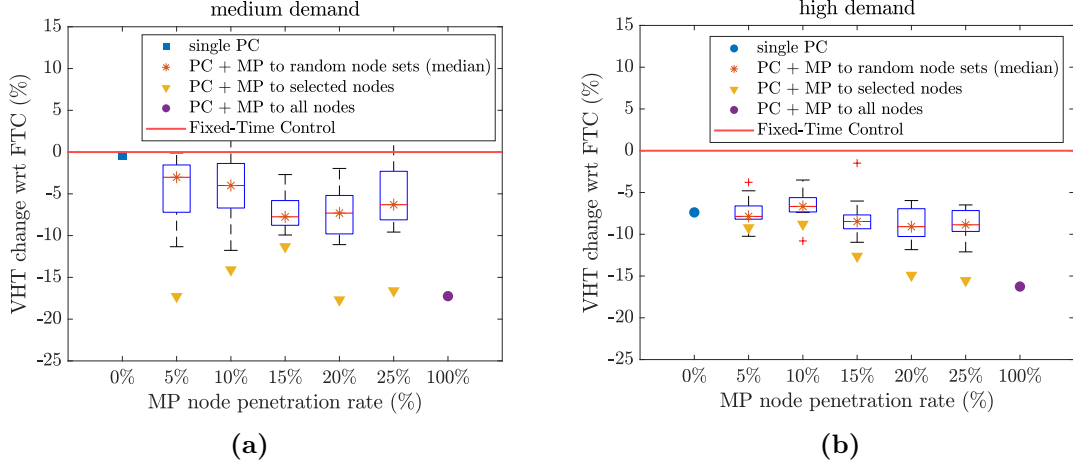 medium demand
15
10
5
0
-5
-10
-15
-20
-25
VHT change wrt FTC (%)
single PC
PC + MP to random node sets (median)
PC + MP to selected nodes
PC + MP to all nodes
Fixed-Time Control
0% 5% 10% 15% 20% 25% 100%
MP node penetration rate (%)
(a)
high demand
15
10
5
0
-5
-10
-15
-20
-25
VHT change wrt FTC (%)
single PC
PC + MP to random node sets (median)
PC + MP to selected nodes
PC + MP to all nodes
Fixed-Time Control
0% 5% 10% 15% 20% 25% 100%
MP node penetration rate (%)
(b)